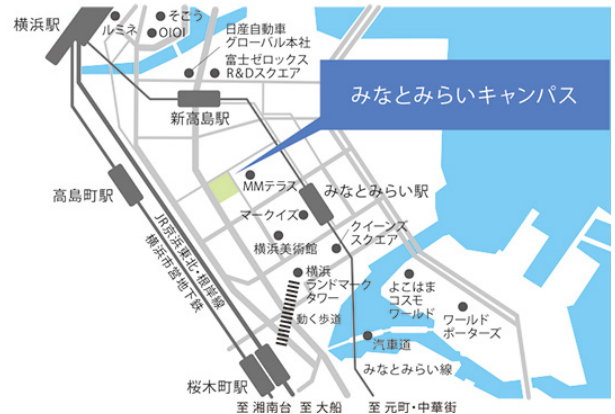 横浜駅
そごう
ルミネ
OIOI
日産自動車
グローバル本社
富士ゼロックス
R&Dスクエア
みなとみらいキャンパス
新高島駅
MMテラス
高島町駅
みなとみらい駅
マークイズ
JR京浜東北・根岸線
横浜市営地下鉄
横浜美術館
クイーンズ
スクエア
横浜
ランドマーク
タワー
よこはま
コスモ
ワールド
動く歩道
ワールド
ポーターズ
汽車道
みなとみらい線
桜木町駅
至 湘南台
至 大船
至 元町・中華街